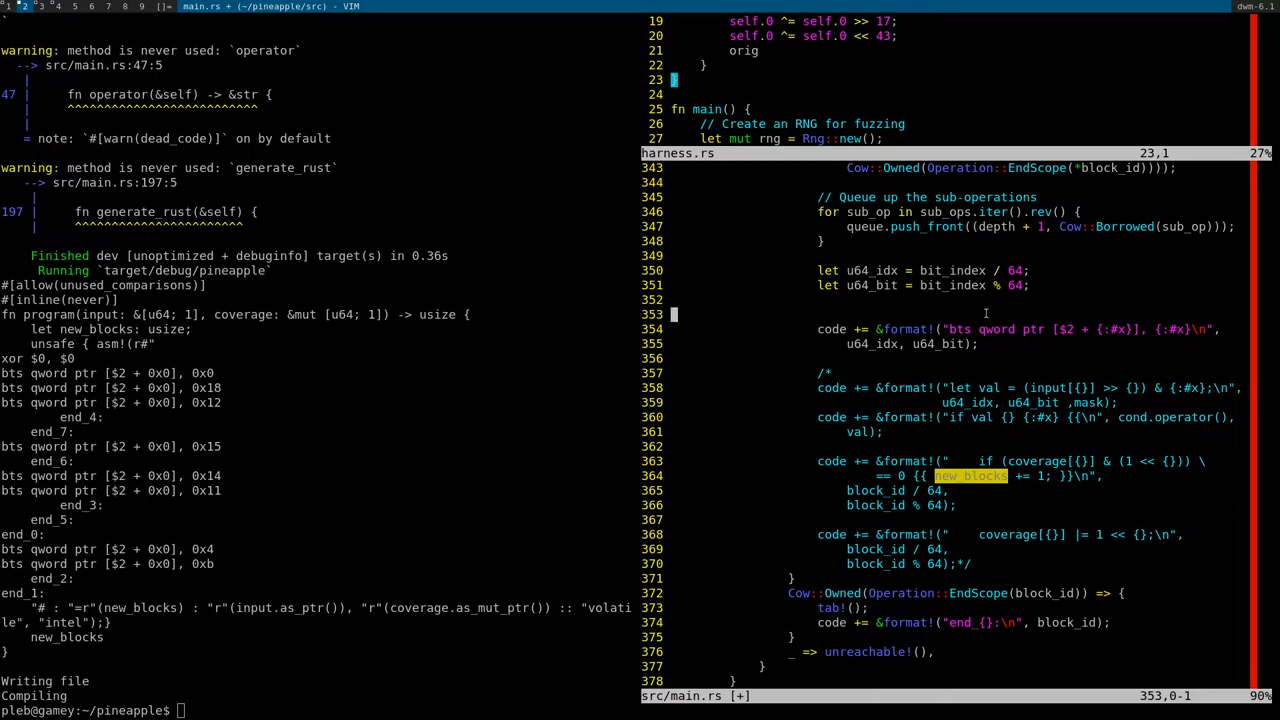 1 2 3 4 5 6 7 8 9 []= main.rs + (~/pineapple/src) - VIM dwm-6.1
`
warning: method is never used: `operator`
--> src/main.rs:47:5
|
47 | fn operator(&self) -> &str {
| ^^^^^^^^^^^^^^^^^^^^^^^^^^
|
= note: `#[warn(dead_code)]` on by default
warning: method is never used: `generate_rust`
--> src/main.rs:197:5
|
197 | fn generate_rust(&self) {
| ^^^^^^^^^^^^^^^^^^^^^^^
Finished dev [unoptimized + debuginfo] target(s) in 0.36s
Running `target/debug/pineapple`
#[allow(unused_comparisons)]
#[inline(never)]
fn program(input: &[u64; 1], coverage: &mut [u64; 1]) -> usize {
let new_blocks: usize;
unsafe { asm!(r#"
xor $0, $0
bts qword ptr [$2 + 0x0], 0x0
bts qword ptr [$2 + 0x0], 0x18
bts qword ptr [$2 + 0x0], 0x12
end_4:
end_7:
bts qword ptr [$2 + 0x0], 0x15
end_6:
bts qword ptr [$2 + 0x0], 0x14
bts qword ptr [$2 + 0x0], 0x11
end_3:
end_5:
end_0:
bts qword ptr [$2 + 0x0], 0x4
bts qword ptr [$2 + 0x0], 0xb
end_2:
end_1:
"# : "=r"(new_blocks) : "r"(input.as_ptr()), "r"(coverage.as_mut_ptr()) :: "volati
le", "intel");}
new_blocks
}
Writing file
Compiling
pleb@gamey:~/pineapple$
19 self.0 ^= self.0 >> 17;
20 self.0 ^= self.0 << 43;
21 orig
22 }
23 }
24
25 fn main() {
26 // Create an RNG for fuzzing
27 let mut rng = Rng::new();
harness.rs 23,1 27%
343 Cow::Owned(Operation::EndScope(*block_id))));
344
345 // Queue up the sub-operations
346 for sub_op in sub_ops.iter().rev() {
347 queue.push_front((depth + 1, Cow::Borrowed(sub_op)));
348 }
349
350 let u64_idx = bit_index / 64;
351 let u64_bit = bit_index % 64;
352
353
354 code += &format!("bts qword ptr [$2 + {:#x}], {:#x}\n",
355 u64_idx, u64_bit);
356
357 /*
358 code += &format!("let val = (input[{}] >> {}) & {:#x};\n",
359 u64_idx, u64_bit ,mask);
360 code += &format!("if val {} {:#x} {{\n", cond.operator(),
361 val);
362
363 code += &format!(" if (coverage[{}] & (1 << {})) \
364 == 0 {{ new_blocks += 1; }}\n",
365 block_id / 64,
366 block_id % 64);
367
368 code += &format!(" coverage[{}] |= 1 << {};\n",
369 block_id / 64,
370 block_id % 64);*/
371 }
372 Cow::Owned(Operation::EndScope(block_id)) => {
373 tab!();
374 code += &format!("end_{}:\n", block_id);
375 }
376 _ => unreachable!(),
377 }
378 }
src/main.rs [+] 353,0-1 90%